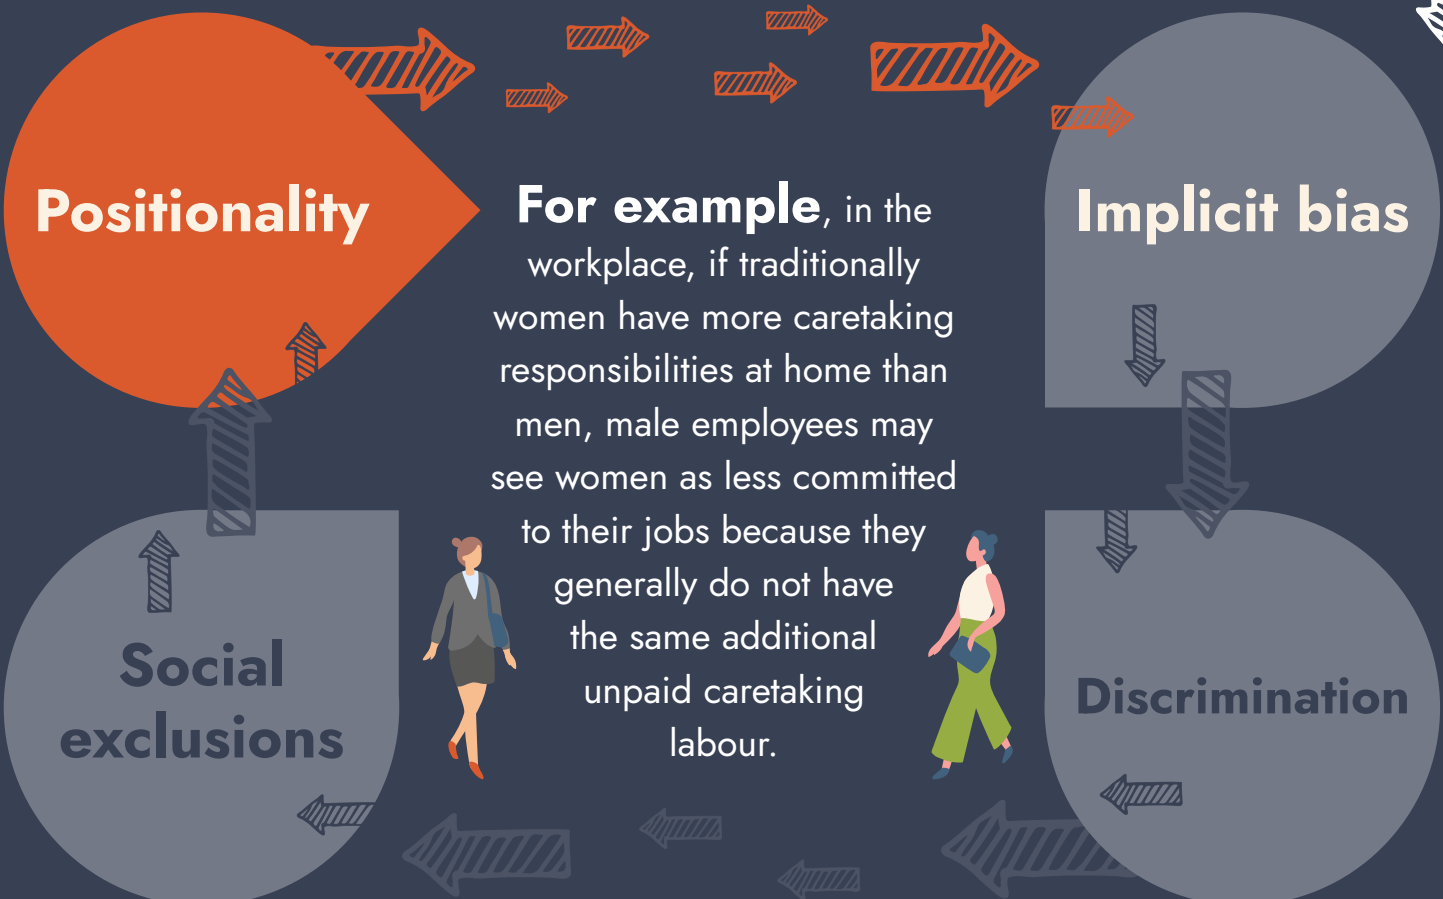 Positionality
For example, in the
workplace, if traditionally
women have more caretaking
responsibilities at home than
men, male employees may
see women as less committed
to their jobs because they
generally do not have
the same additional
unpaid caretaking
labour.
Implicit bias
Social
exclusions
Discrimination